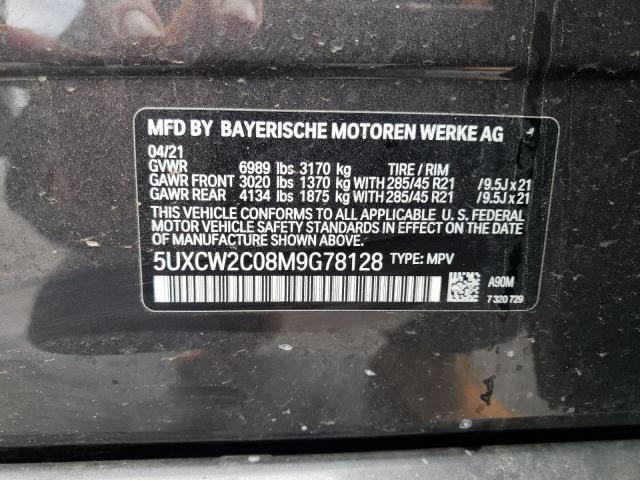 MFD BY BAYERISCHE MOTOREN WERKE AG
04/21
GVWR 6989 lbs 3170 kg TIRE / RIM
GAWR FRONT 3020 lbs 1370 kg WITH 285/45 R21 /9.5J x 21
GAWR REAR 4134 lbs 1875 kg WITH 285/45 R21 /9.5J x 21
THIS VEHICLE CONFORMS TO ALL APPLICABLE U. S. FEDERAL
MOTOR VEHICLE SAFETY STANDARDS IN EFFECT ON THE
DATE OF MANUFACTURE SHOWN ABOVE.
5UXCW2C08M9G78128 TYPE: MPV
A90M
7 320 729